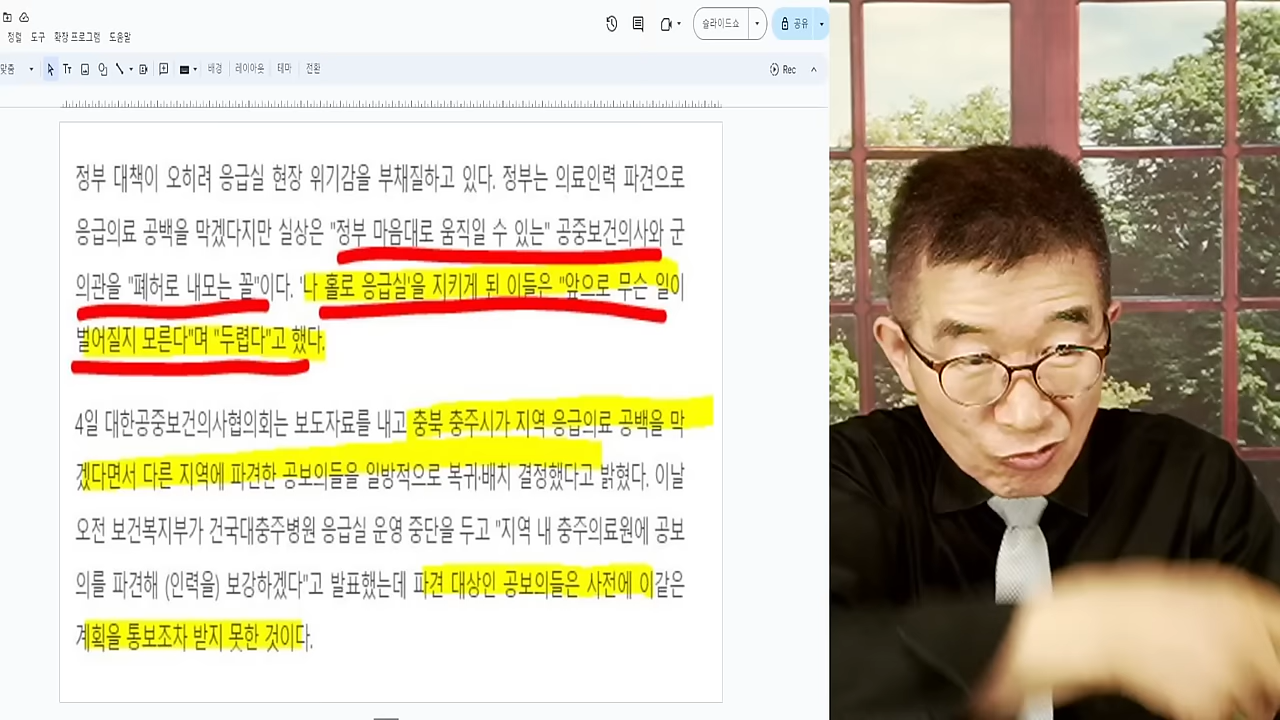 정렬 도구 확장 프로그램 도움말
슬라이드쇼
공유
맞춤
배경 레이아웃 테마 전환
Rec
정부 대책이 오히려 응급실 현장 위기감을 부채질하고 있다. 정부는 의료인력 파견으로
응급의료 공백을 막겠다지만 실상은 "정부 마음대로 움직일 수 있는" 공중보건의사와 군
의관을 "폐허로 내모는 꼴"이다. '나 홀로 응급실'을 지키게 된 이들은 "앞으로 무슨 일이
벌어질지 모른다"며 "두렵다"고 했다.
4일 대한공중보건의사협의회는 보도자료를 내고 충북 충주시가 지역 응급의료 공백을 막
겠다면서 다른 지역에 파견한 공보의들을 일방적으로 복귀·배치 결정했다고 밝혔다. 이날
오전 보건복지부가 건국대충주병원 응급실 운영 중단을 두고 "지역 내 충주의료원에 공보
의를 파견해 (인력을) 보강하겠다"고 발표했는데 파견 대상인 공보의들은 사전에 이같은
계획을 통보조차 받지 못한 것이다.